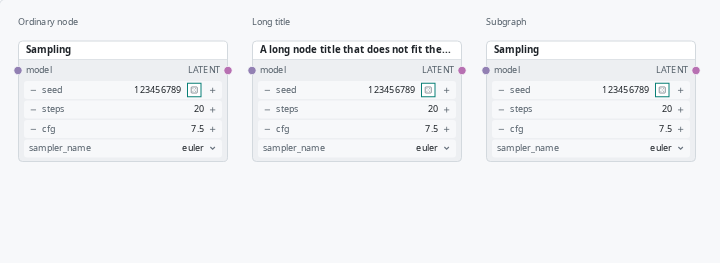 Ordinary node
Long title
Subgraph
Sampling
A long node title that does not fit the...
Sampling
model LATENT
model LATENT
model LATENT
− seed 123456789 +
− seed 123456789 +
− seed 123456789 +
− steps 20 +
− steps 20 +
− steps 20 +
− cfg 7.5 +
− cfg 7.5 +
− cfg 7.5 +
sampler_name euler
sampler_name euler
sampler_name euler